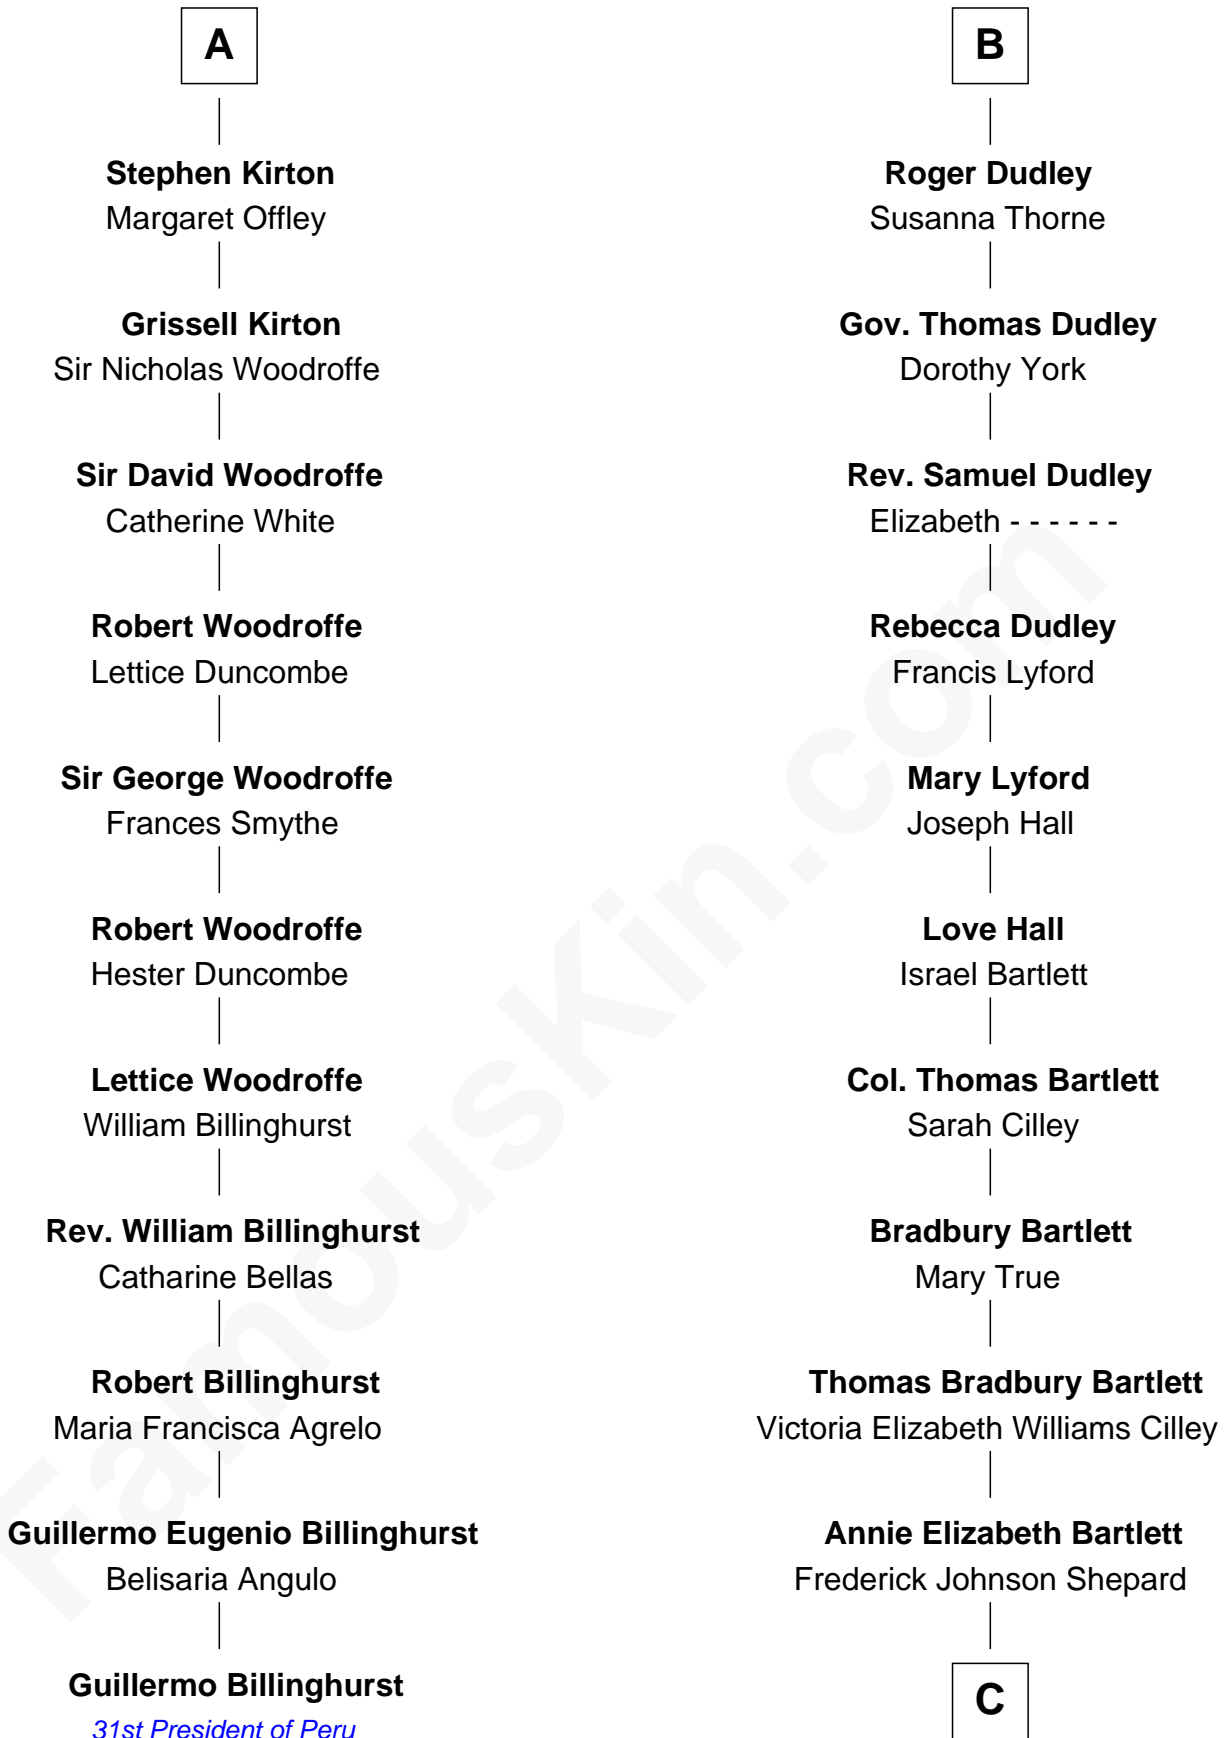 A
Stephen Kirton
Margaret Offley
Grissell Kirton
Sir Nicholas Woodroffe
Sir David Woodroffe
Catherine White
Robert Woodroffe
Lettice Duncombe
Sir George Woodroffe
Frances Smythe
Robert Woodroffe
Hester Duncombe
Lettice Woodroffe
William Billinghurst
Rev. William Billinghurst
Catharine Bellas
Robert Billinghurst
Maria Francisca Agrelo
Guillermo Eugenio Billinghurst
Belisaria Angulo
Guillermo Billinghurst
31st President of Peru
B
Roger Dudley
Susanna Thorne
Gov. Thomas Dudley
Dorothy York
Rev. Samuel Dudley
Elizabeth - - - - - -
Rebecca Dudley
Francis Lyford
Mary Lyford
Joseph Hall
Love Hall
Israel Bartlett
Col. Thomas Bartlett
Sarah Cilley
Bradbury Bartlett
Mary True
Thomas Bradbury Bartlett
Victoria Elizabeth Williams Cilley
Annie Elizabeth Bartlett
Frederick Johnson Shepard
C
FamousKin.com